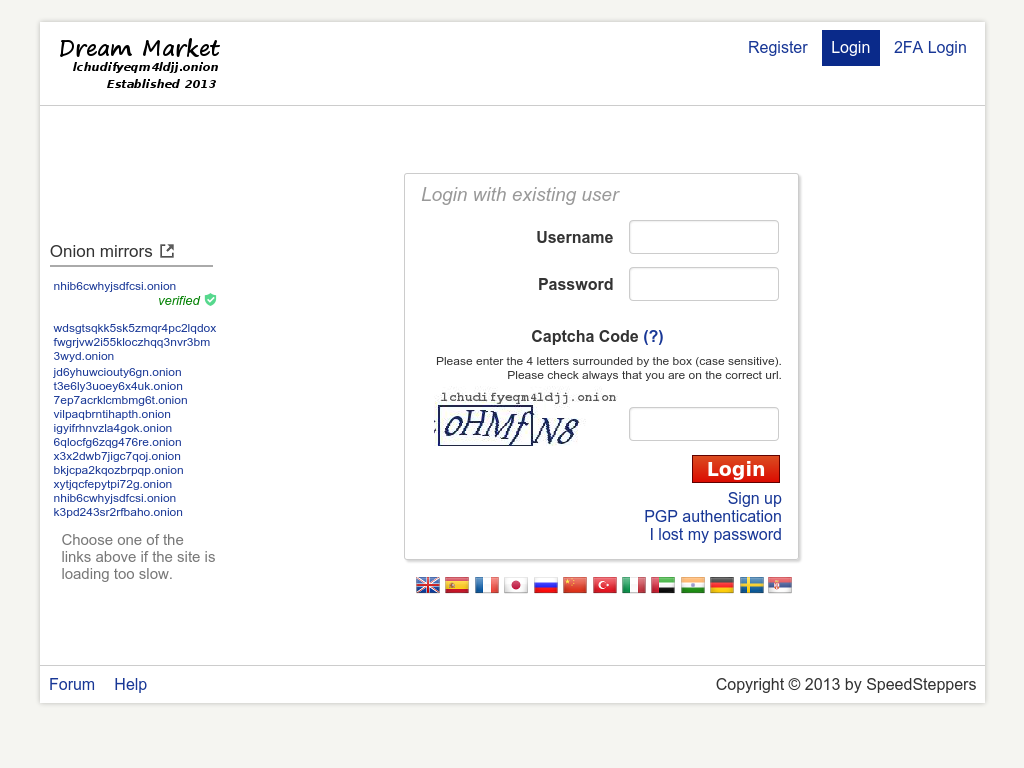 Dream Market
lchudifyeqm4ldjj.onion
Established 2013
Register
Login
2FA Login
Onion mirrors
nhib6cwhyjsdfcsi.onion
verified
wdsgtsqkk5sk5zmqr4pc2lqdox
fwgrjvw2i55kloczhqq3nvr3bm
3wyd.onion
jd6yhuwciouty6gn.onion
t3e6ly3uoey6x4uk.onion
7ep7acrklcmbmg6t.onion
vilpaqbrntihapth.onion
igyifrhnvzla4gok.onion
6qlocfg6zqg476re.onion
x3x2dwb7jigc7qoj.onion
bkjcpa2kqozbrpqp.onion
xytjqcfepytpi72g.onion
nhib6cwhyjsdfcsi.onion
k3pd243sr2rfbaho.onion
Choose one of the
links above if the site is
loading too slow.
Login with existing user
Username
Password
Captcha Code (?)
Please enter the 4 letters surrounded by the box (case sensitive).
Please check always that you are on the correct url.
lchudifyeqm4ldjj.onion
oHMfN8
Login
Sign up
PGP authentication
I lost my password
Forum
Help
Copyright © 2013 by SpeedSteppers